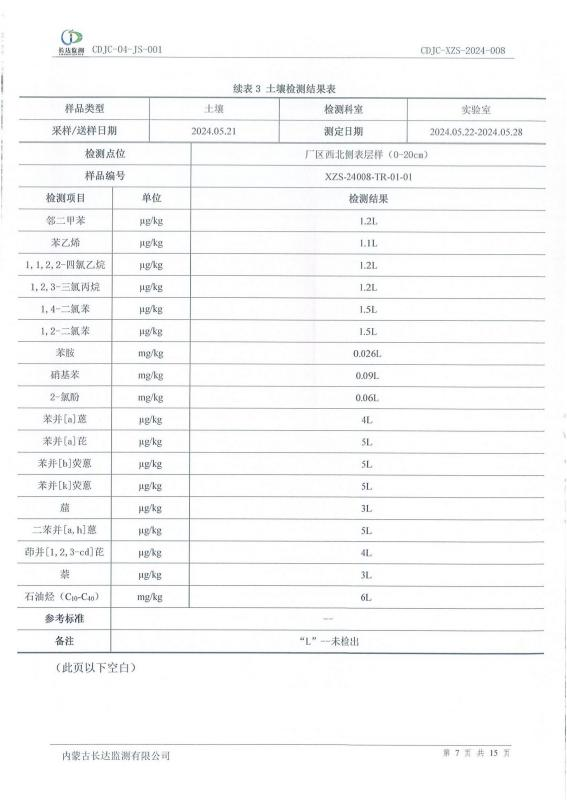 长达监测 CDJC-04-JS-001 CDJC-XZS-2024-008
续表 3 土壤检测结果表
样品类型 土壤 检测科室 实验室
采样/送样日期 2024.05.21 测定日期 2024.05.22-2024.05.28
检测点位 厂区西北侧表层样（0-20cm）
样品编号 XZS-24008-TR-01-01
检测项目 单位 检测结果
邻二甲苯 μg/kg 1.2L
苯乙烯 μg/kg 1.1L
1,1,2,2-四氯乙烷 μg/kg 1.2L
1,2,3-三氯丙烷 μg/kg 1.2L
1,4-二氯苯 μg/kg 1.5L
1,2-二氯苯 μg/kg 1.5L
苯胺 mg/kg 0.026L
硝基苯 mg/kg 0.09L
2-氯酚 mg/kg 0.06L
苯并[a]蒽 μg/kg 4L
苯并[a]芘 μg/kg 5L
苯并[b]荧蒽 μg/kg 5L
苯并[k]荧蒽 μg/kg 5L
䓛 μg/kg 3L
二苯并[a,h]蒽 μg/kg 5L
茚并[1,2,3-cd]芘 μg/kg 4L
萘 μg/kg 3L
石油烃（C₁₀-C₄₀） mg/kg 6L
参考标准 --
备注 “L”--未检出
（此页以下空白）
内蒙古长达监测有限公司 第 7 页 共 15 页